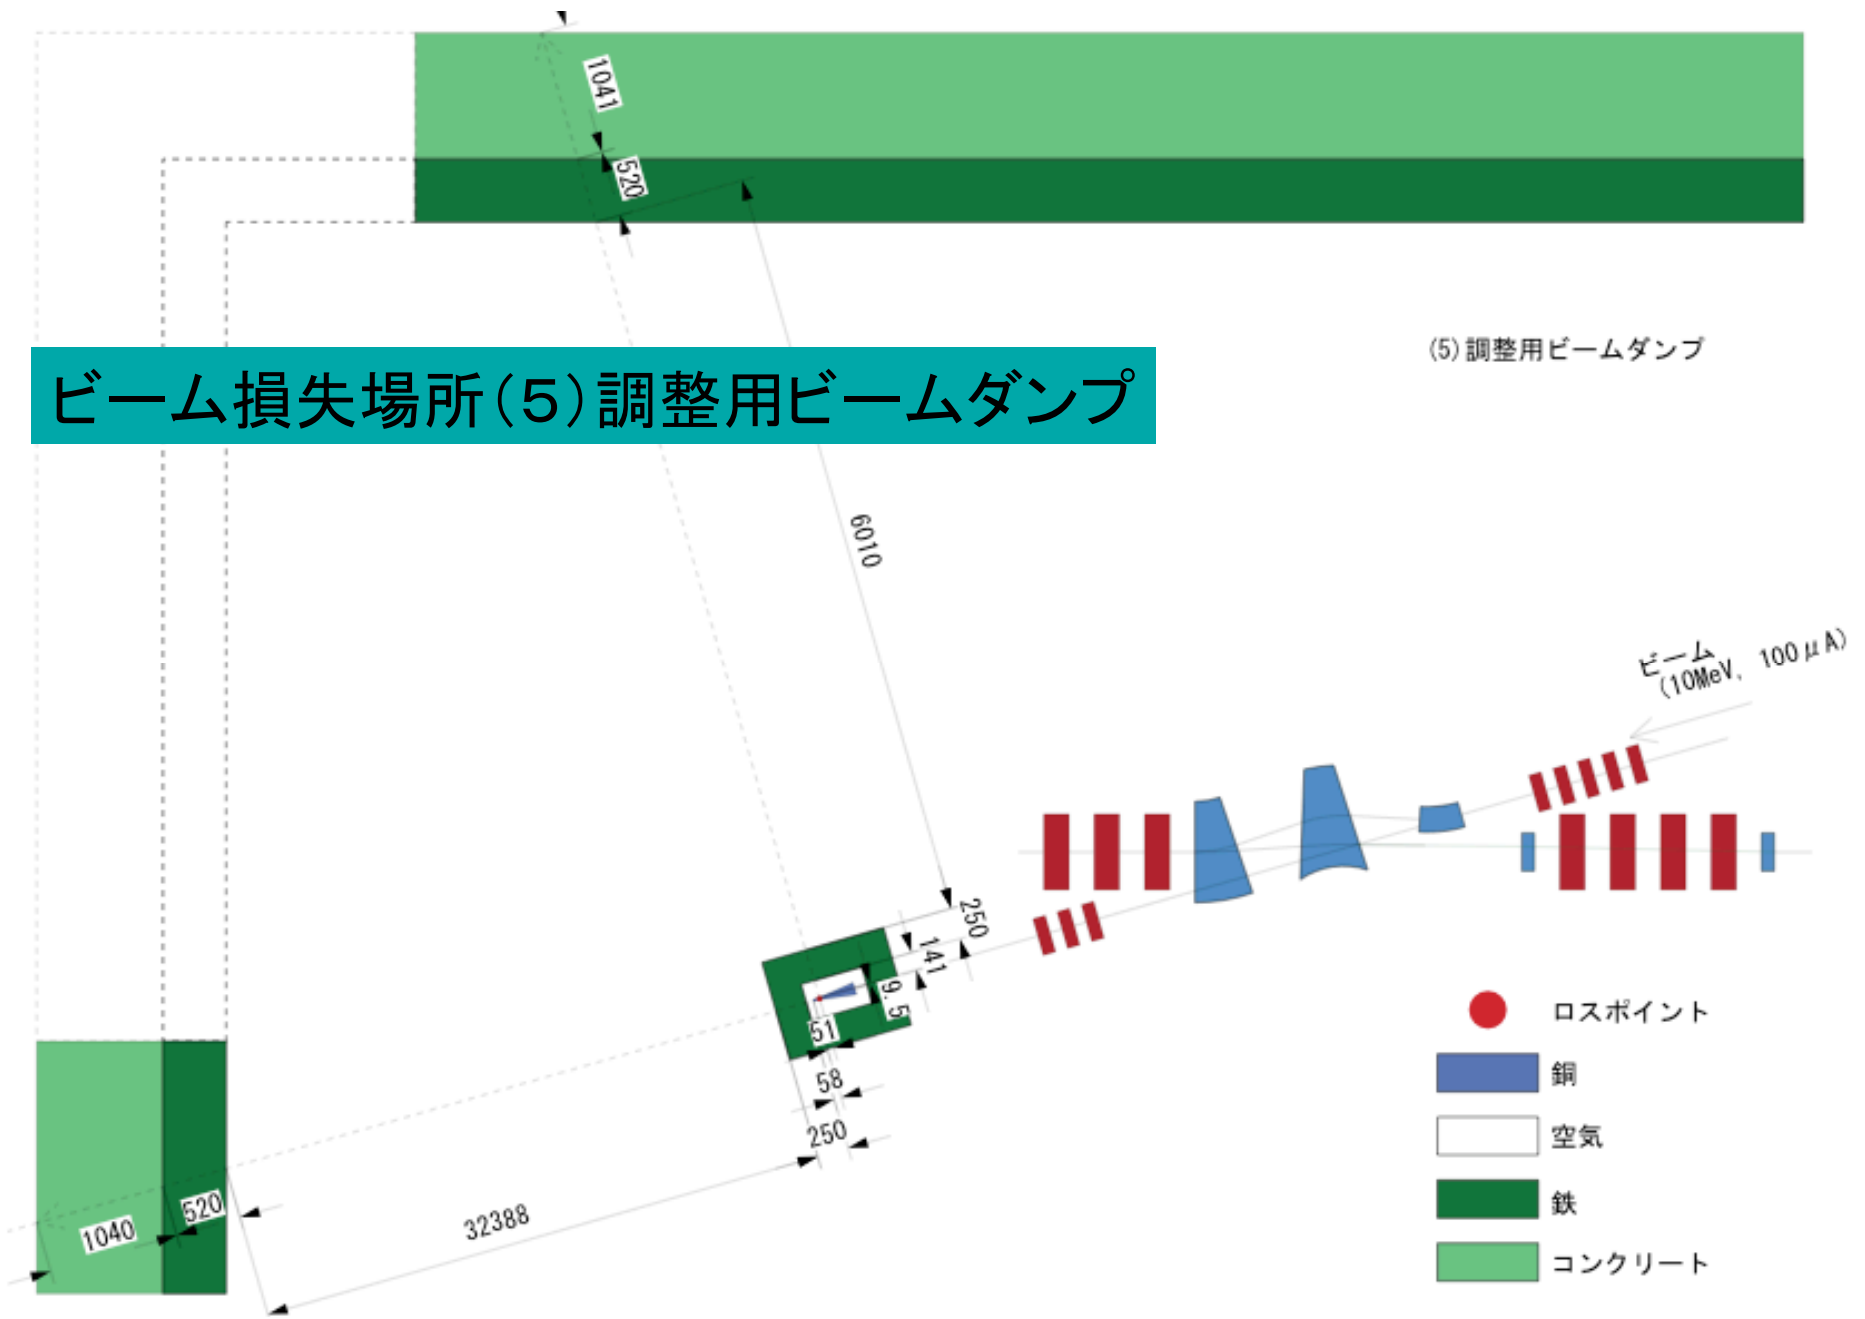 1041
520
(5)調整用ビームダンプ
ビーム損失場所(5)調整用ビームダンプ
6010
ビーム
(10MeV, 100μA)
250
141
9.5
51
58
250
32388
520
1040
ロスポイント
銅
空気
鉄
コンクリート